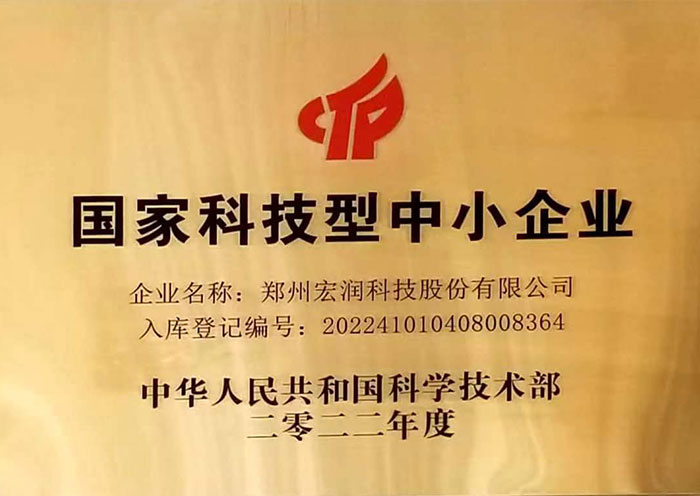 CTP
国家科技型中小企业
企业名称：郑州宏润科技股份有限公司
入库登记编号：202241010408008364
中华人民共和国科学技术部
二零二二年度